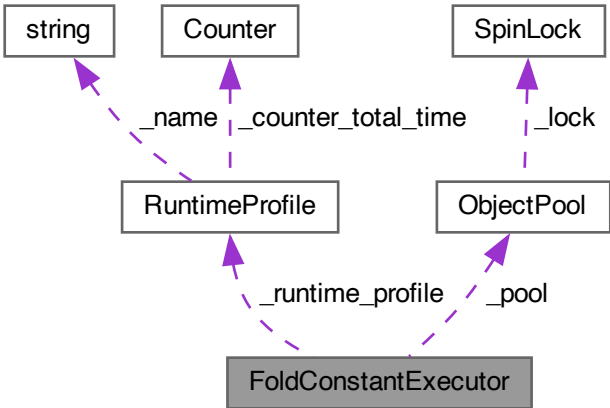 string
Counter
SpinLock
_name
_counter_total_time
_lock
RuntimeProfile
ObjectPool
_runtime_profile
_pool
FoldConstantExecutor